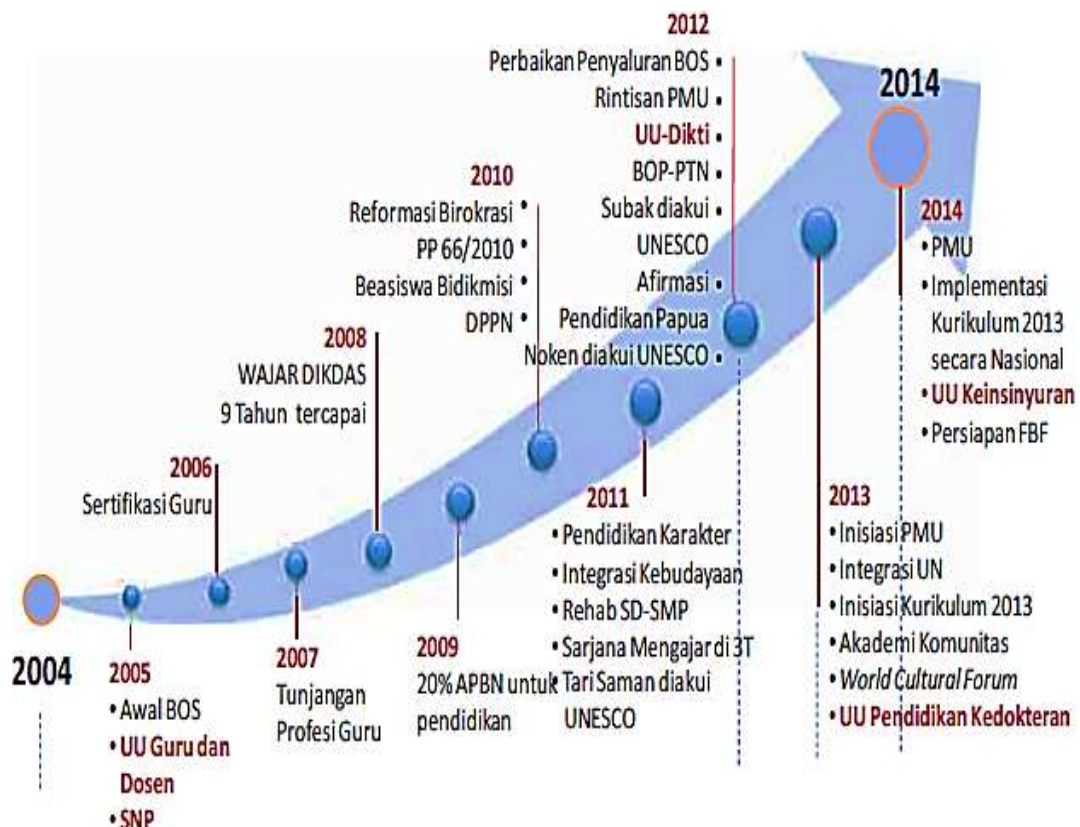 2012
Perbaikan Penyaluran BOS •
Rintisan PMU •
UU-Dikti •
BOP-PTN •
Subak diakui •
UNESCO
Afirmasi •
Pendidikan Papua
Noken diakui UNESCO •
2014
2010
Reformasi Birokrasi •
PP 66/2010 •
Beasiswa Bidikmisi •
DPPN •
2014
• PMU
• Implementasi
Kurikulum 2013
secara Nasional
• UU Keinsinyuran
• Persiapan FBF
2008
WAJAR DIKDAS
9 Tahun tercapai
2006
Sertifikasi Guru
2004
2005
• Awal BOS
• UU Guru dan
Dosen
• SNP
2007
Tunjangan
Profesi Guru
2009
20% APBN untuk
pendidikan
2011
• Pendidikan Karakter
• Integrasi Kebudayaan
• Rehab SD-SMP
• Sarjana Mengajar di 3T
• Tari Saman diakui
UNESCO
2013
• Inisiasi PMU
• Integrasi UN
• Inisiasi Kurikulum 2013
• Akademi Komunitas
• World Cultural Forum
• UU Pendidikan Kedokteran